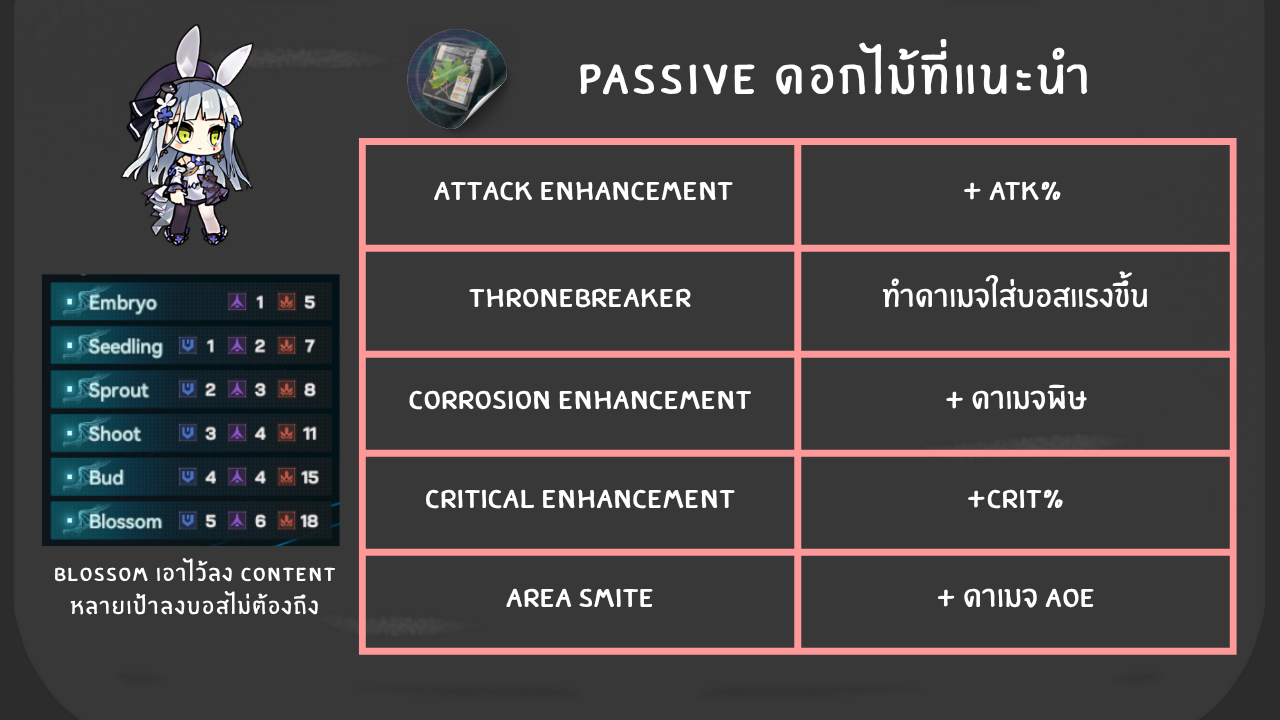 PASSIVE ดอกไม้ที่แนะนำ
ATTACK ENHANCEMENT + ATK%
THRONEBREAKER ทำดาเมจใส่บอสแรงขึ้น
CORROSION ENHANCEMENT + ดาเมจพิษ
CRITICAL ENHANCEMENT +CRIT%
AREA SMITE + ดาเมจ AOE
Embryo 1 5
Seedling 1 2 7
Sprout 2 3 8
Shoot 3 4 11
Bud 4 4 15
Blossom 5 6 18
BLOSSOM เอาไว้ลง CONTENT
หลายเป้าลงบอสไม่ต้องถึง